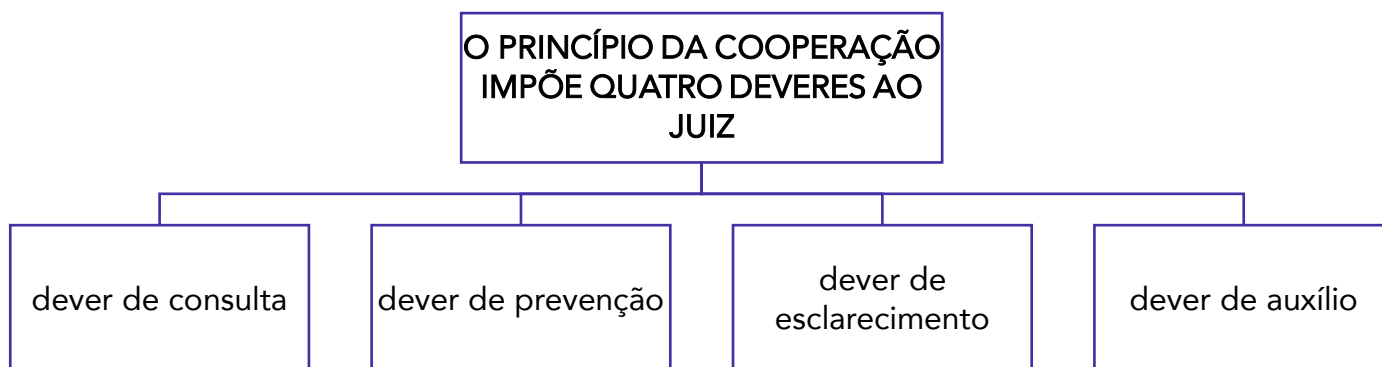 O PRINCÍPIO DA COOPERAÇÃO
IMPÕE QUATRO DEVERES AO
JUIZ
dever de consulta
dever de prevenção
dever de
esclarecimento
dever de auxílio